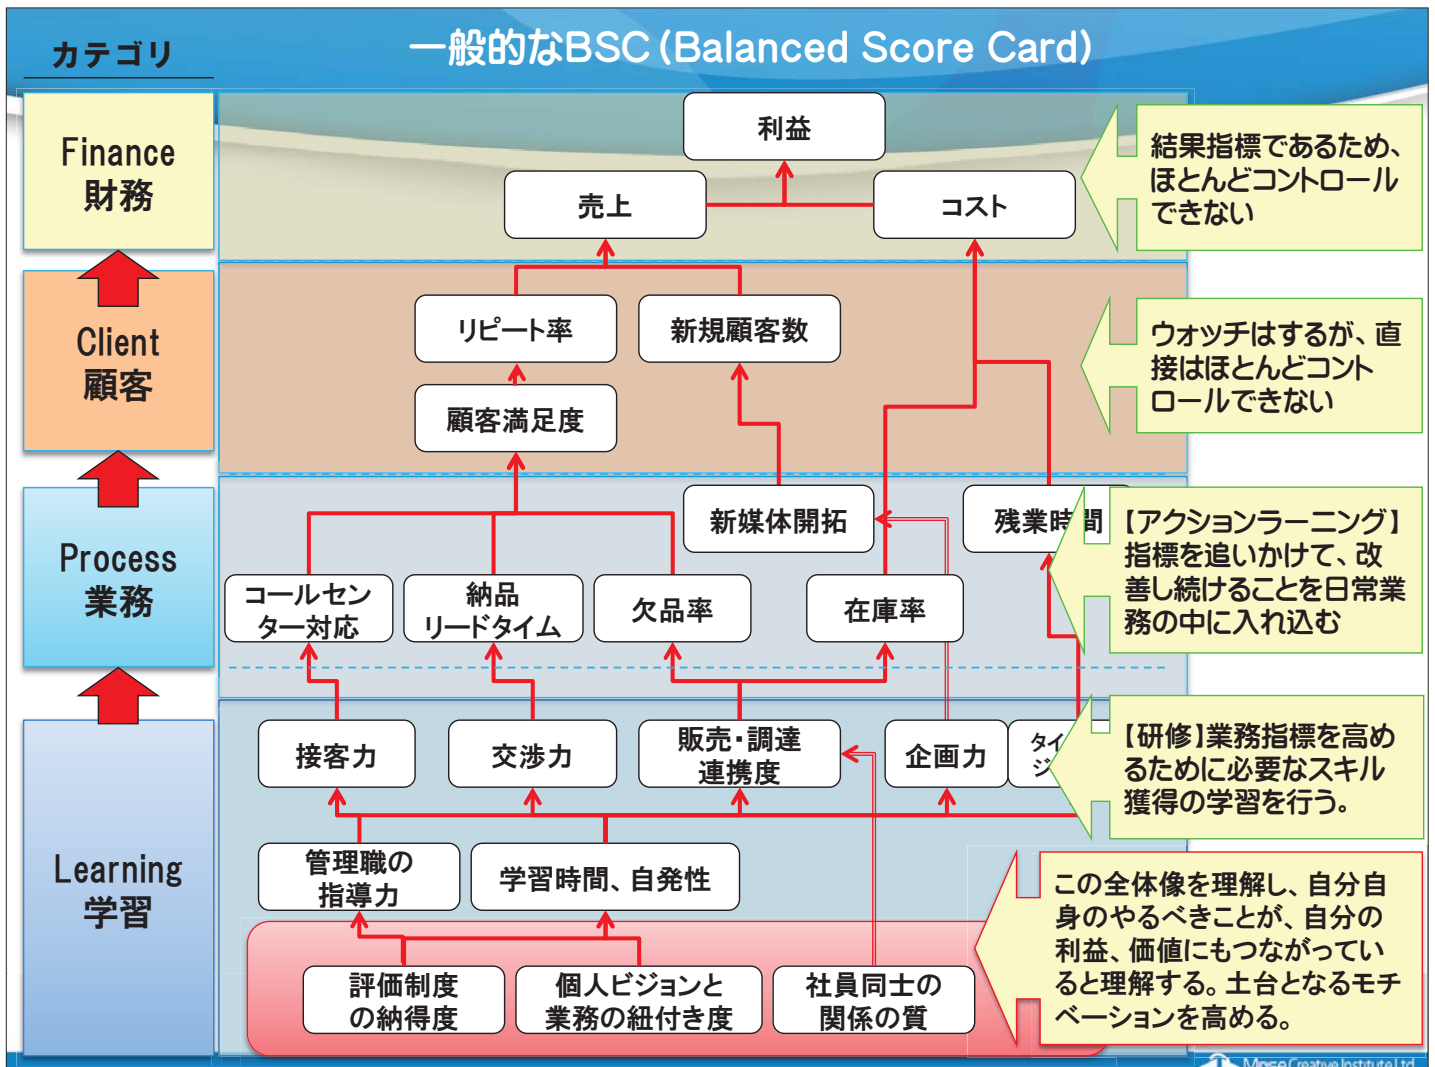 カテゴリ
一般的なBSC(Balanced Score Card)
Finance
財務
利益
売上
コスト
結果指標であるため、
ほとんどコントロール
できない
Client
顧客
リピート率
新規顧客数
顧客満足度
ウォッチはするが、直
接はほとんどコント
ロールできない
Process
業務
新媒体開拓
残業時間
コールセン
ター対応
納品
リードタイム
欠品率
在庫率
【アクションラーニング】
指標を追いかけて、改
善し続けることを日常業
務の中に入れ込む
Learning
学習
接客力
交渉力
販売・調達
連携度
企画力
タイ
ジ
【研修】業務指標を高め
るために必要なスキル
獲得の学習を行う。
管理職の
指導力
学習時間、自発性
評価制度
の納得度
個人ビジョンと
業務の紐付き度
社員同士の
関係の質
この全体像を理解し、自分自
身のやるべきことが、自分の
利益、価値にもつながってい
ると理解する。土台となるモチ
ベーションを高める。
Creative Institute Ltd